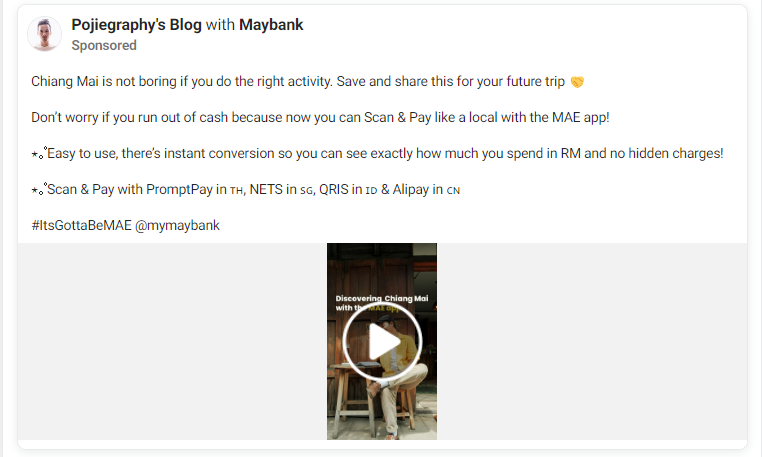 Pojiegraphy's Blog with Maybank
Sponsored
Chiang Mai is not boring if you do the right activity. Save and share this for your future trip 🤝
Don't worry if you run out of cash because now you can Scan & Pay like a local with the MAE app!
⋆｡˚Easy to use, there's instant conversion so you can see exactly how much you spend in RM and no hidden charges!
⋆｡˚Scan & Pay with PromptPay in ᴛʜ, NETS in sɢ, QRIS in ɪᴅ & Alipay in ᴄɴ
#ItsGottaBeMAE @mymaybank
Discovering Chiang Mai
with the MAE app